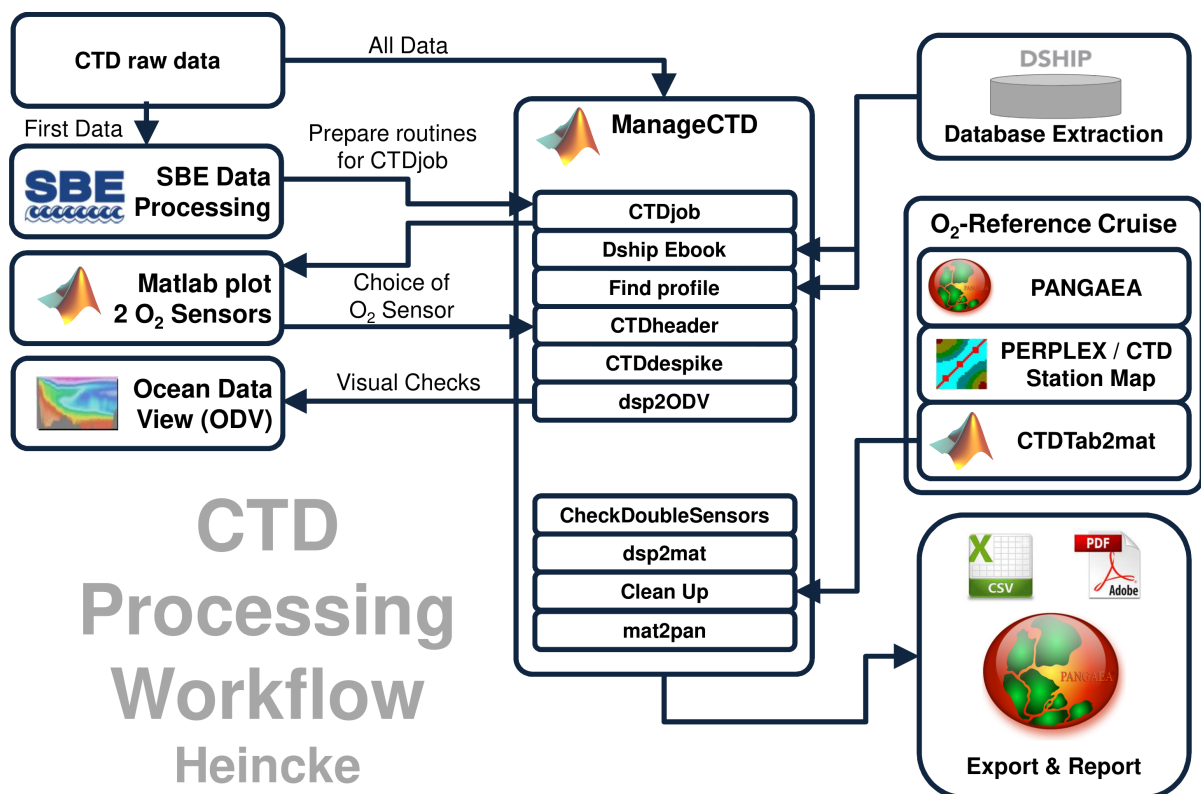 CTD raw data
All Data
First Data
SBE
SBE Data
Processing
Prepare routines
for CTDjob
Matlab plot
2 O₂ Sensors
Choice of
O₂ Sensor
Ocean Data
View (ODV)
Visual Checks
ManageCTD
CTDjob
Dship Ebook
Find profile
CTDheader
CTDdespike
dsp2ODV
CheckDoubleSensors
dsp2mat
Clean Up
mat2pan
DSHIP
Database Extraction
O₂-Reference Cruise
PANGAEA
PERPLEX / CTD
Station Map
CTDTab2mat
X
CSV
PDF
Adobe
PANGAEA
Export & Report
CTD
Processing
Workflow
Heincke